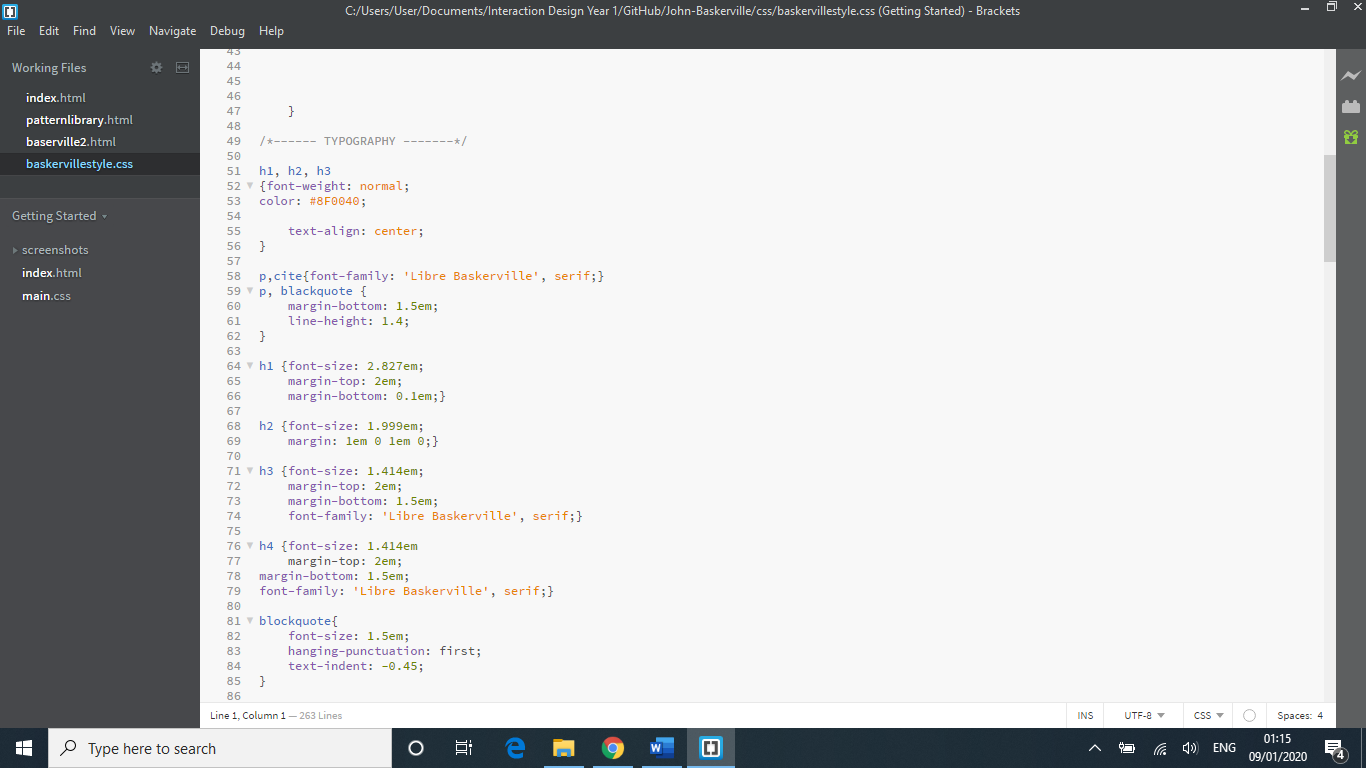 C:/Users/User/Documents/Interaction Design Year 1/GitHub/John-Baskerville/css/baskervillestyle.css (Getting Started) - Brackets
File Edit Find View Navigate Debug Help
Working Files
index.html
patternlibrary.html
baserville2.html
baskervillestyle.css
Getting Started
screenshots
index.html
main.css
43
44
45
46
47 }
48
49 /*------ TYPOGRAPHY -------*/
50
51 h1, h2, h3
52 {font-weight: normal;
53 color: #8F0040;
54
55 text-align: center;
56 }
57
58 p,cite{font-family: 'Libre Baskerville', serif;}
59 p, blackquote {
60 margin-bottom: 1.5em;
61 line-height: 1.4;
62 }
63
64 h1 {font-size: 2.827em;
65 margin-top: 2em;
66 margin-bottom: 0.1em;}
67
68 h2 {font-size: 1.999em;
69 margin: 1em 0 1em 0;}
70
71 h3 {font-size: 1.414em;
72 margin-top: 2em;
73 margin-bottom: 1.5em;
74 font-family: 'Libre Baskerville', serif;}
75
76 h4 {font-size: 1.414em
77 margin-top: 2em;
78 margin-bottom: 1.5em;
79 font-family: 'Libre Baskerville', serif;}
80
81 blockquote{
82 font-size: 1.5em;
83 hanging-punctuation: first;
84 text-indent: -0.45;
85 }
86
Line 1, Column 1 — 263 Lines
INS UTF-8 CSS Spaces: 4
Type here to search
ENG
01:15
09/01/2020
4